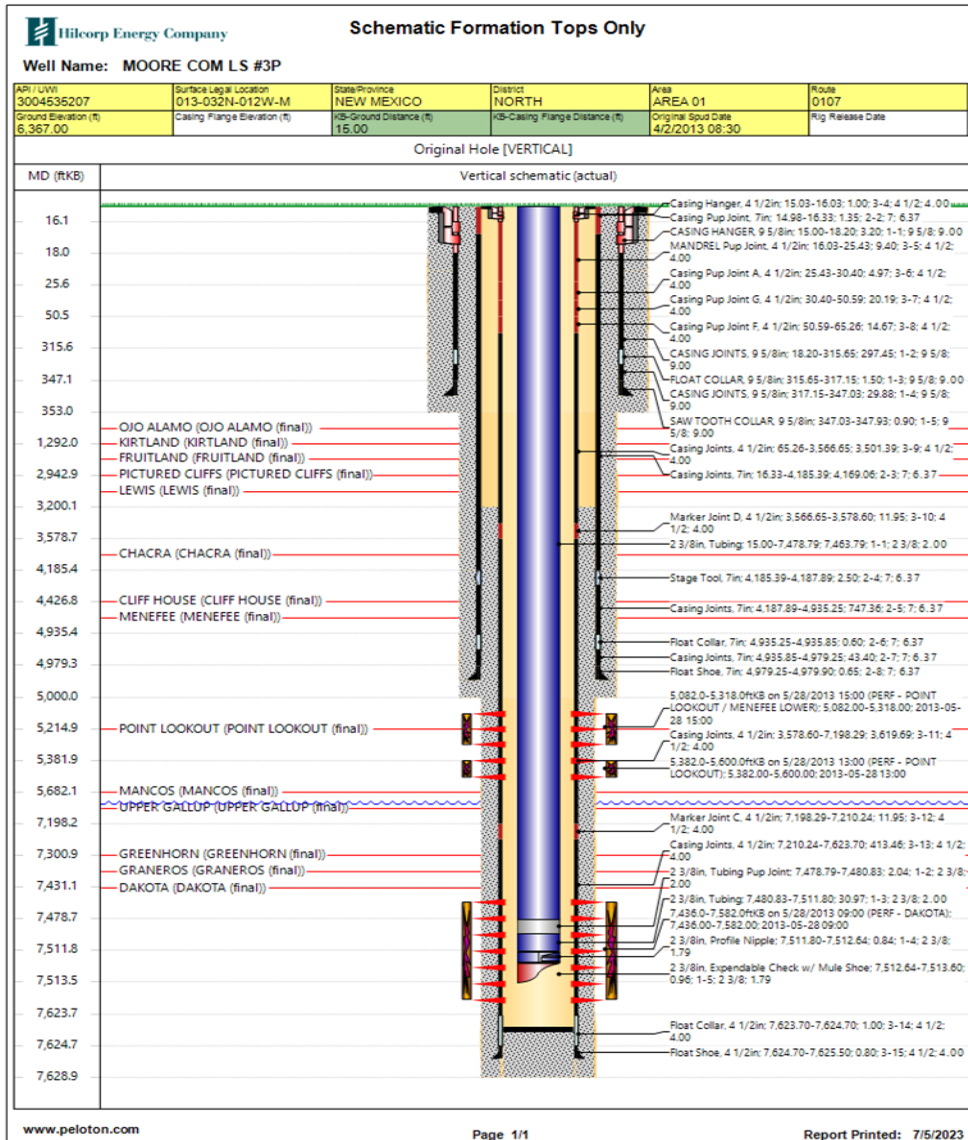 Hilcorp Energy Company
Schematic Formation Tops Only
Well Name: MOORE COM LS #3P
API / UWI
3004535207
Surface Legal Location
013-032N-012W-M
State/Province
NEW MEXICO
District
NORTH
Area
AREA 01
Route
0107
Ground Elevation (ft)
6,367.00
Casing Flange Elevation (ft)
KB-Ground Distance (ft)
15.00
KB-Casing Flange Distance (ft)
Original Spud Date
4/2/2013 08:30
Rig Release Date
Original Hole [VERTICAL]
MD (ftKB)
Vertical schematic (actual)
16.1
18.0
25.6
50.5
315.6
347.1
353.0
1,292.0
2,942.9
3,200.1
3,578.7
4,185.4
4,426.8
4,935.4
4,979.3
5,000.0
5,214.9
5,381.9
5,682.1
7,198.2
7,300.9
7,431.1
7,478.7
7,511.8
7,513.5
7,623.7
7,624.7
7,628.9
OJO ALAMO (OJO ALAMO (final))
KIRTLAND (KIRTLAND (final))
FRUITLAND (FRUITLAND (final))
PICTURED CLIFFS (PICTURED CLIFFS (final))
LEWIS (LEWIS (final))
CHACRA (CHACRA (final))
CLIFF HOUSE (CLIFF HOUSE (final))
MENEFEE (MENEFEE (final))
POINT LOOKOUT (POINT LOOKOUT (final))
MANCOS (MANCOS (final))
UPPER GALLUP (UPPER GALLUP (final))
GREENHORN (GREENHORN (final))
GRANEROS (GRANEROS (final))
DAKOTA (DAKOTA (final))
Casing Hanger, 4 1/2in; 15.03-16.03; 1.00; 3-4; 4 1/2; 4.00
Casing Pup Joint, 7in; 14.98-16.33; 1.35; 2-2; 7; 6.37
CASING HANGER, 9 5/8in; 15.00-18.20; 3.20; 1-1; 9 5/8; 9.00
MANDREL Pup Joint, 4 1/2in; 16.03-25.43; 9.40; 3-5; 4 1/2;
4.00
Casing Pup Joint A, 4 1/2in; 25.43-30.40; 4.97; 3-6; 4 1/2;
4.00
Casing Pup Joint G, 4 1/2in; 30.40-50.59; 20.19; 3-7; 4 1/2;
4.00
Casing Pup Joint F, 4 1/2in; 50.59-65.26; 14.67; 3-8; 4 1/2;
4.00
CASING JOINTS, 9 5/8in; 18.20-315.65; 297.45; 1-2; 9 5/8;
9.00
FLOAT COLLAR, 9 5/8in; 315.65-317.15; 1.50; 1-3; 9 5/8; 9.00
CASING JOINTS, 9 5/8in; 317.15-347.03; 29.88; 1-4; 9 5/8;
9.00
SAW TOOTH COLLAR, 9 5/8in; 347.03-347.93; 0.90; 1-5; 9
5/8; 9.00
Casing Joints, 4 1/2in; 65.26-3,566.65; 3,501.39; 3-9; 4 1/2;
4.00
Casing Joints, 7in; 16.33-4,185.39; 4,169.06; 2-3; 7; 6.37
Marker Joint D, 4 1/2in; 3,566.65-3,578.60; 11.95; 3-10; 4
1/2; 4.00
2 3/8in, Tubing; 15.00-7,478.79; 7,463.79; 1-1; 2 3/8; 2.00
Stage Tool, 7in; 4,185.39-4,187.89; 2.50; 2-4; 7; 6.37
Casing Joints, 7in; 4,187.89-4,935.25; 747.36; 2-5; 7; 6.37
Float Collar, 7in; 4,935.25-4,935.85; 0.60; 2-6; 7; 6.37
Casing Joints, 7in; 4,935.85-4,979.25; 43.40; 2-7; 7; 6.37
Float Shoe, 7in; 4,979.25-4,979.90; 0.65; 2-8; 7; 6.37
5,082.0-5,318.0ftKB on 5/28/2013 15:00 (PERF - POINT
LOOKOUT / MENEFEE LOWER); 5,082.00-5,318.00; 2013-05-
28 15:00
Casing Joints, 4 1/2in; 3,578.60-7,198.29; 3,619.69; 3-11; 4
1/2; 4.00
5,382.0-5,600.0ftKB on 5/28/2013 13:00 (PERF - POINT
LOOKOUT); 5,382.00-5,600.00; 2013-05-28 13:00
Marker Joint C, 4 1/2in; 7,198.29-7,210.24; 11.95; 3-12; 4
1/2; 4.00
Casing Joints, 4 1/2in; 7,210.24-7,623.70; 413.46; 3-13; 4 1/2;
4.00
2 3/8in, Tubing Pup Joint; 7,478.79-7,480.83; 2.04; 1-2; 2 3/8;
2.00
2 3/8in, Tubing; 7,480.83-7,511.80; 30.97; 1-3; 2 3/8; 2.00
7,436.0-7,582.0ftKB on 5/28/2013 09:00 (PERF - DAKOTA);
7,436.00-7,582.00; 2013-05-28 09:00
2 3/8in, Profile Nipple; 7,511.80-7,512.64; 0.84; 1-4; 2 3/8;
1.79
2 3/8in, Expendable Check w/ Mule Shoe; 7,512.64-7,513.60;
0.96; 1-5; 2 3/8; 1.79
Float Collar, 4 1/2in; 7,623.70-7,624.70; 1.00; 3-14; 4 1/2;
4.00
Float Shoe, 4 1/2in; 7,624.70-7,625.50; 0.80; 3-15; 4 1/2; 4.00
www.peloton.com
Page 1/1
Report Printed: 7/5/2023